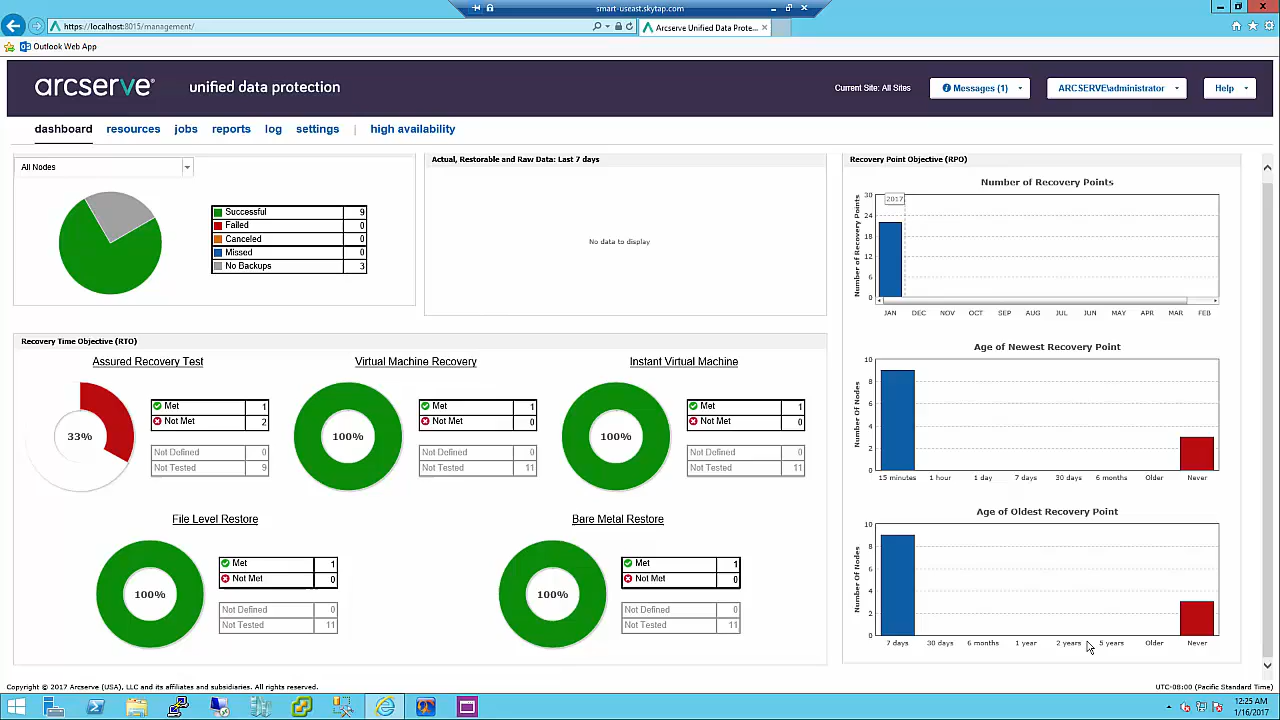 smart-useast.skytap.com
https://localhost:8015/management/
Arcserve Unified Data Prote...
Outlook Web App
arcserve® unified data protection
Current Site: All Sites
Messages (1)
ARCSERVE\administrator
Help
dashboard resources jobs reports log settings | high availability
All Nodes
Successful 9
Failed 0
Canceled 0
Missed 0
No Backups 3
Actual, Restorable and Raw Data: Last 7 days
No data to display
Recovery Time Objective (RTO)
Assured Recovery Test
33%
Met 1
Not Met 2
Not Defined 0
Not Tested 9
Virtual Machine Recovery
100%
Met 1
Not Met 0
Not Defined 0
Not Tested 11
Instant Virtual Machine
100%
Met 1
Not Met 0
Not Defined 0
Not Tested 11
File Level Restore
100%
Met 1
Not Met 0
Not Defined 0
Not Tested 11
Bare Metal Restore
100%
Met 1
Not Met 0
Not Defined 0
Not Tested 11
Recovery Point Objective (RPO)
Number of Recovery Points
Number of Recovery Points
30
24
18
12
6
0
2017
JAN DEC NOV OCT SEP AUG JUL JUN MAY APR MAR FEB
Age of Newest Recovery Point
Number Of Nodes
10
8
6
4
2
0
15 minutes 1 hour 1 day 7 days 30 days 6 months Older Never
Age of Oldest Recovery Point
Number Of Nodes
10
8
6
4
2
0
7 days 30 days 6 months 1 year 2 years 5 years Older Never
Copyright © 2017 Arcserve (USA), LLC and its affiliates and subsidiaries. All rights reserved.
UTC-08:00 (Pacific Standard Time)
12:25 AM
1/16/2017